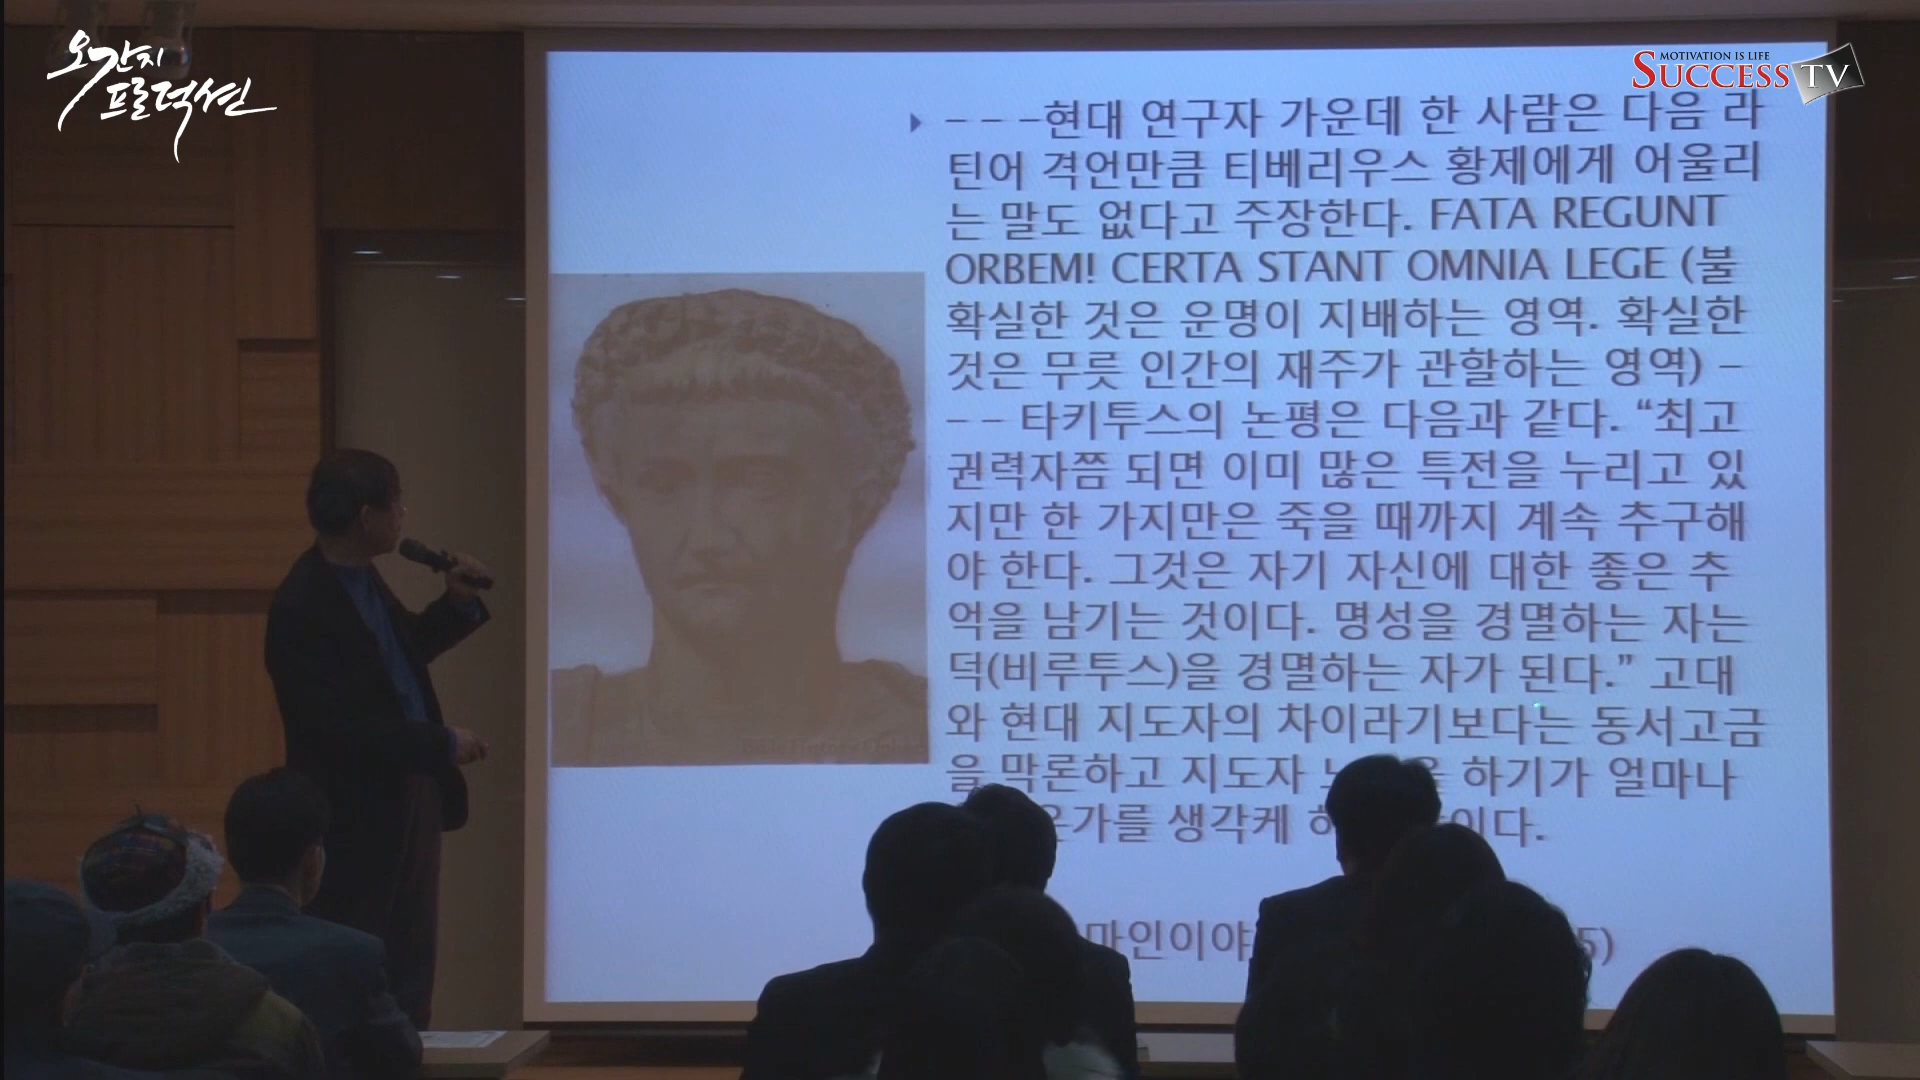 오간지
프로덕션
MOTIVATION IS LIFE
SUCCESS TV
- - -현대 연구자 가운데 한 사람은 다음 라
틴어 격언만큼 티베리우스 황제에게 어울리
는 말도 없다고 주장한다. FATA REGUNT
ORBEM! CERTA STANT OMNIA LEGE (불
확실한 것은 운명이 지배하는 영역. 확실한
것은 무릇 인간의 재주가 관할하는 영역) -
- - 타키투스의 논평은 다음과 같다. “최고
권력자쯤 되면 이미 많은 특전을 누리고 있
지만 한 가지만은 죽을 때까지 계속 추구해
야 한다. 그것은 자기 자신에 대한 좋은 추
억을 남기는 것이다. 명성을 경멸하는 자는
덕(비루투스)을 경멸하는 자가 된다.” 고대
와 현대 지도자의 차이라기보다는 동서고금
을 막론하고 지도자 하기가 얼마나
생각케